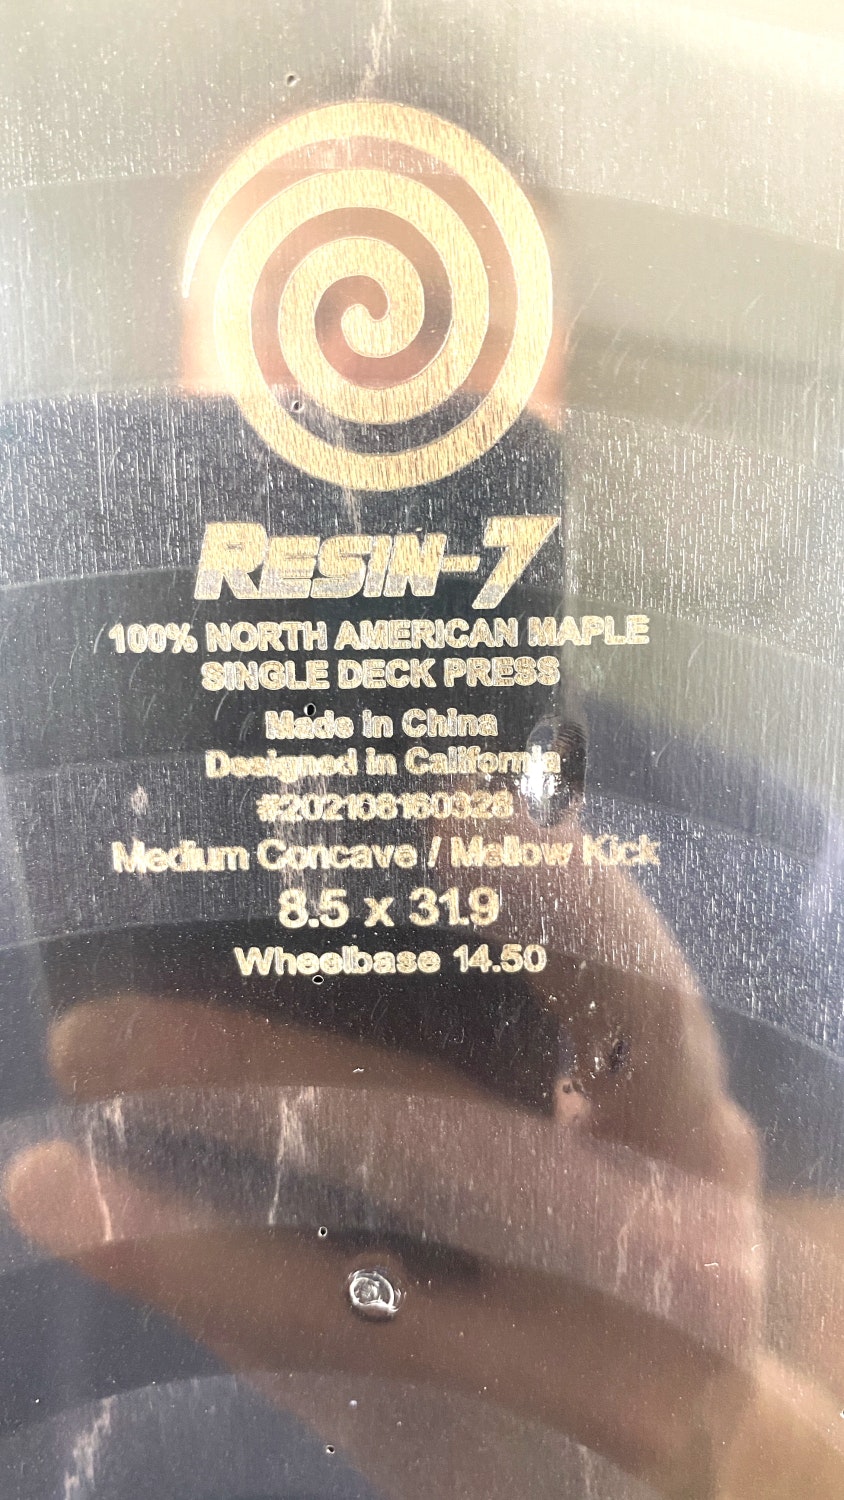 RESIN-7
100% NORTH AMERICAN MAPLE
SINGLE DECK PRESS
Made in China
Designed in California
#202106160328
Medium Concave / Mellow Kick
8.5 x 31.9
Wheelbase 14.50